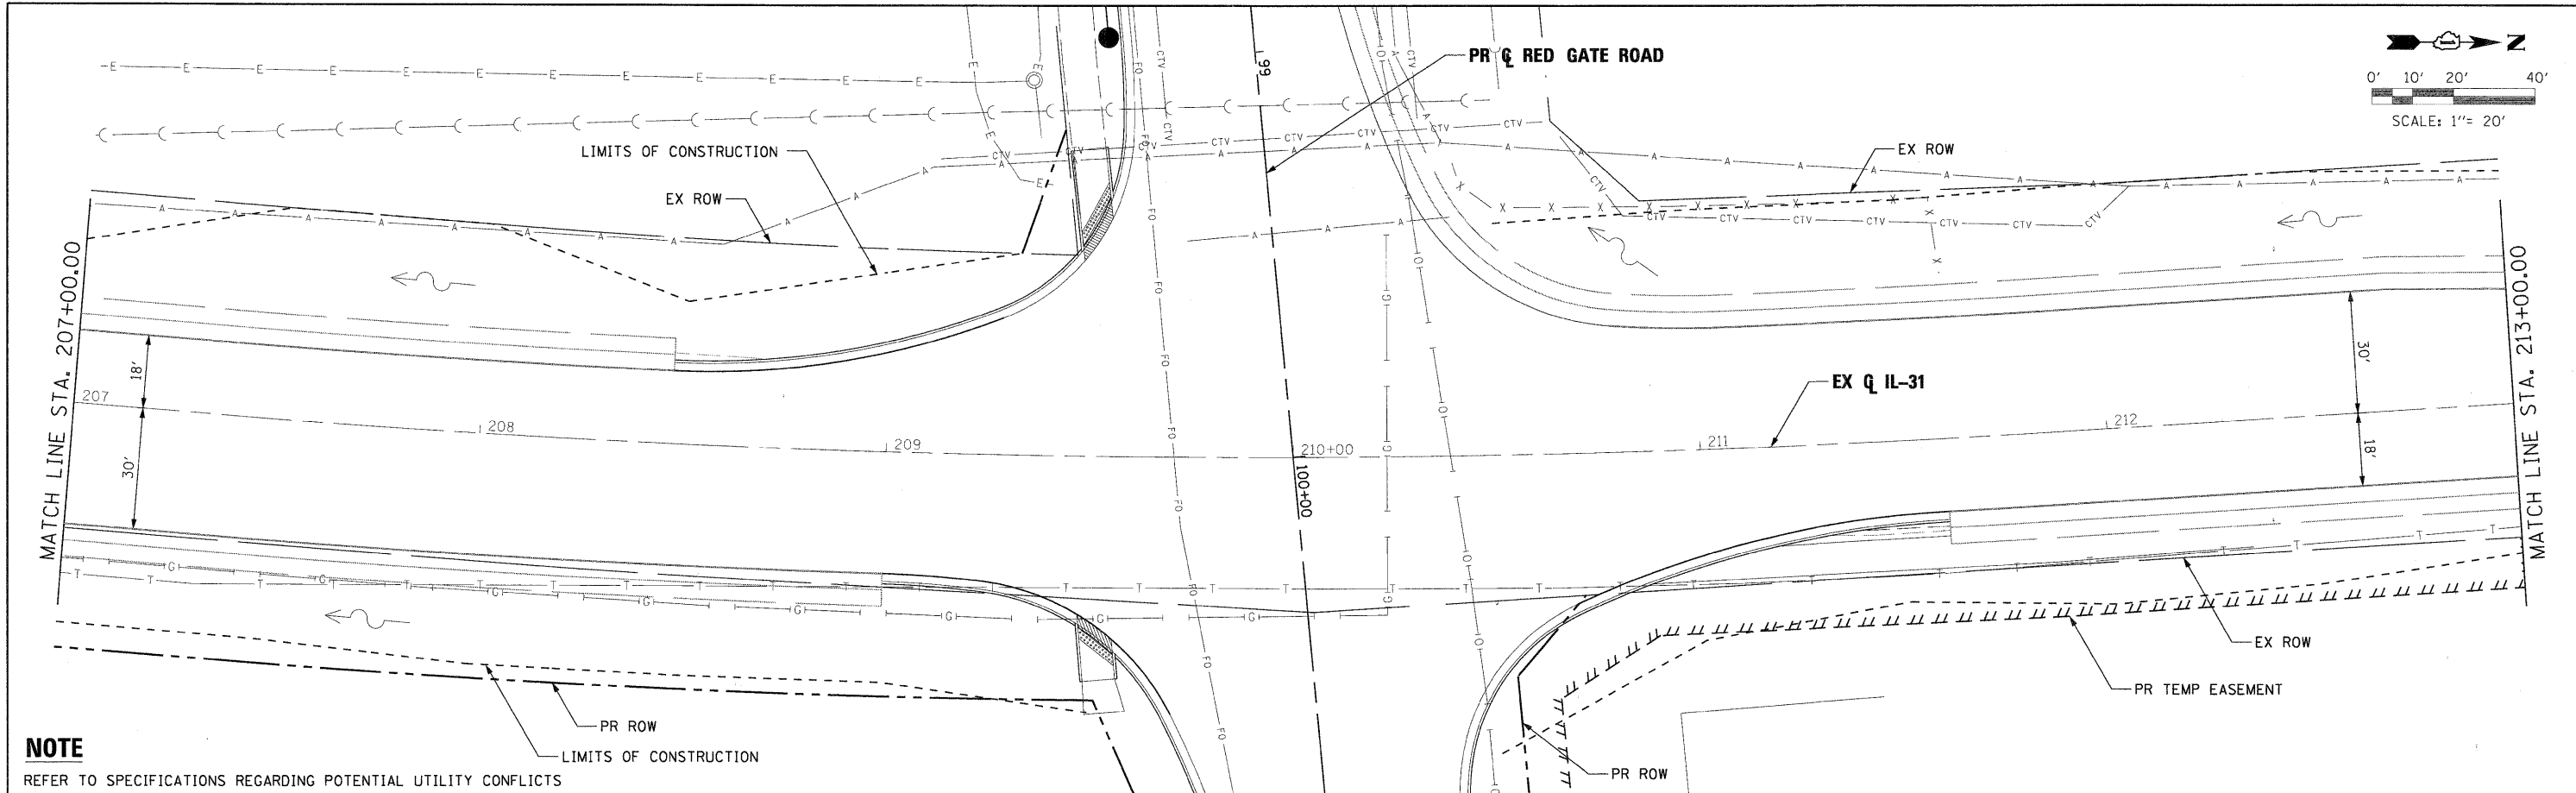 PR ℄ RED GATE ROAD
N
0' 10' 20' 40'
SCALE: 1"= 20'
L 99
LIMITS OF CONSTRUCTION
EX ROW
EX ROW
MATCH LINE STA. 207+00.00
18'
30'
207
208
209
210+00
100+00
211
212
EX ℄ IL-31
30'
18'
MATCH LINE STA. 213+00.00
EX ROW
PR TEMP EASEMENT
PR ROW
PR ROW
LIMITS OF CONSTRUCTION
NOTE
REFER TO SPECIFICATIONS REGARDING POTENTIAL UTILITY CONFLICTS